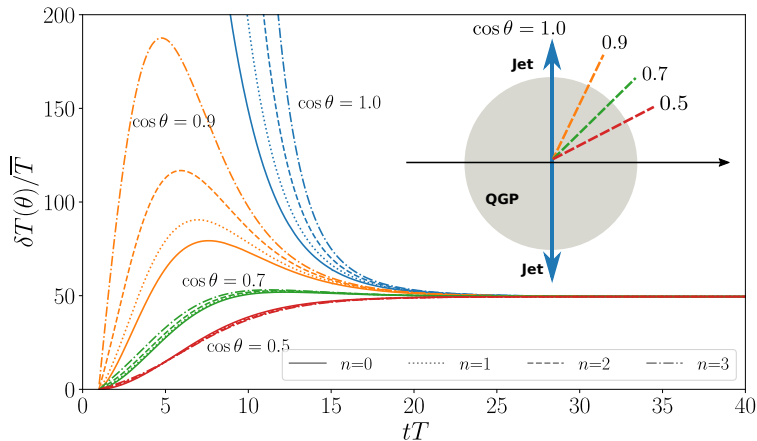 200
150
100
50
0
δT(θ)/T̿
0 5 10 15 20 25 30 35 40
tT
cos θ = 0.9
cos θ = 1.0
cos θ = 0.7
cos θ = 0.5
cos θ = 1.0
0.9
0.7
0.5
Jet
QGP
Jet
n=0 n=1 n=2 n=3